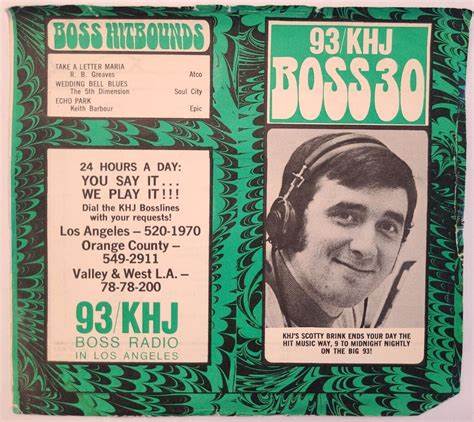 BOSS HITBOUNDS
TAKE A LETTER MARIA
R. B. Greaves Atco
WEDDING BELL BLUES
The 5th Dimension Soul City
ECHO PARK
Keith Barbour Epic
24 HOURS A DAY:
YOU SAY IT...
WE PLAY IT!!!
Dial the KHJ Bosslines
with your requests!
Los Angeles – 520-1970
Orange County –
549-2911
Valley & West L.A. –
78-78-200
93/KHJ
BOSS RADIO
IN LOS ANGELES
93/KHJ
BOSS 30
KHJ'S SCOTTY BRINK ENDS YOUR DAY THE
HIT MUSIC WAY, 9 TO MIDNIGHT NIGHTLY
ON THE BIG 93!